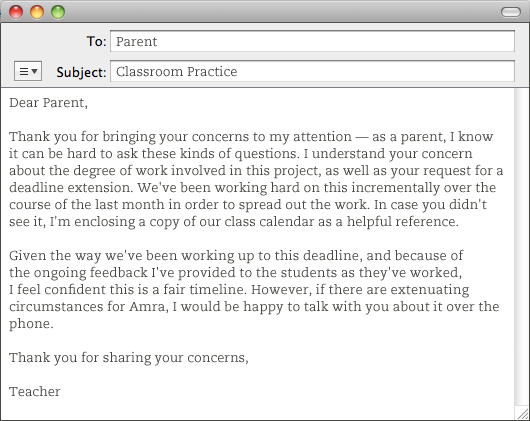 To: Parent
Subject: Classroom Practice
Dear Parent,
Thank you for bringing your concerns to my attention — as a parent, I know
it can be hard to ask these kinds of questions. I understand your concern
about the degree of work involved in this project, as well as your request for a
deadline extension. We've been working hard on this incrementally over the
course of the last month in order to spread out the work. In case you didn't
see it, I'm enclosing a copy of our class calendar as a helpful reference.
Given the way we've been working up to this deadline, and because of
the ongoing feedback I've provided to the students as they've worked,
I feel confident this is a fair timeline. However, if there are extenuating
circumstances for Amra, I would be happy to talk with you about it over the
phone.
Thank you for sharing your concerns,
Teacher